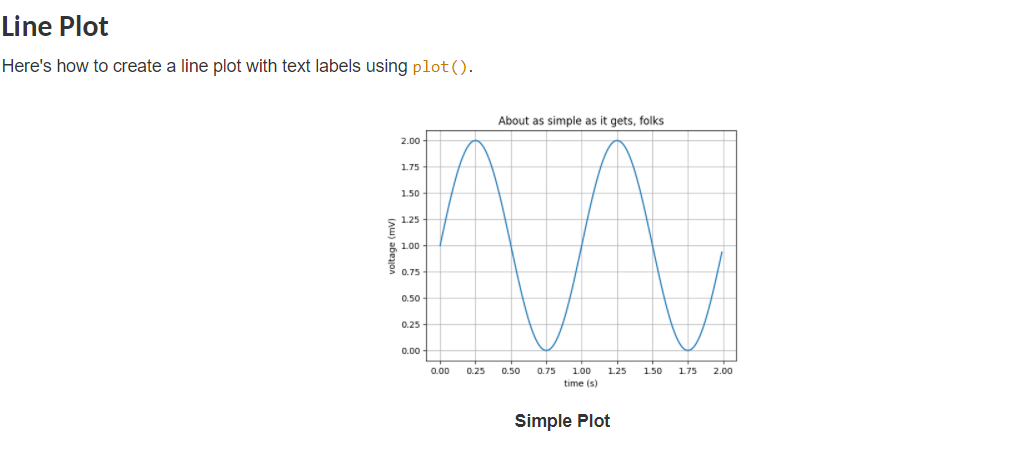 Line Plot
Here's how to create a line plot with text labels using plot().
About as simple as it gets, folks
2.00
1.75
1.50
1.25
1.00
0.75
0.50
0.25
0.00
voltage (mV)
0.00 0.25 0.50 0.75 1.00 1.25 1.50 1.75 2.00
time (s)
Simple Plot